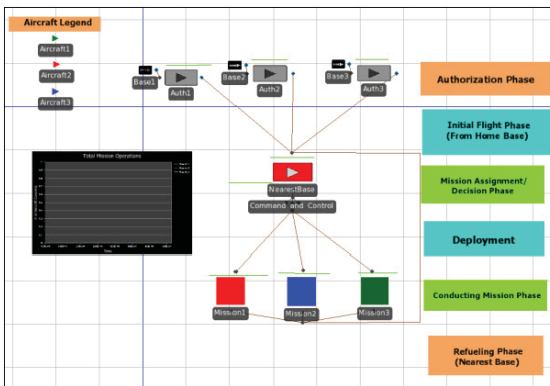 Aircraft Legend
Aircraft1
Aircraft2
Aircraft3
Base1
Auth1
Base2
Auth2
Base3
Auth3
Authorization Phase
Initial Flight Phase
(From Home Base)
Total Mission Operations
Time
NearestBase
Command and Control
Mission Assignment/
Decision Phase
Deployment
Mission1
Mission2
Mission3
Conducting Mission Phase
Refueling Phase
(Nearest Base)